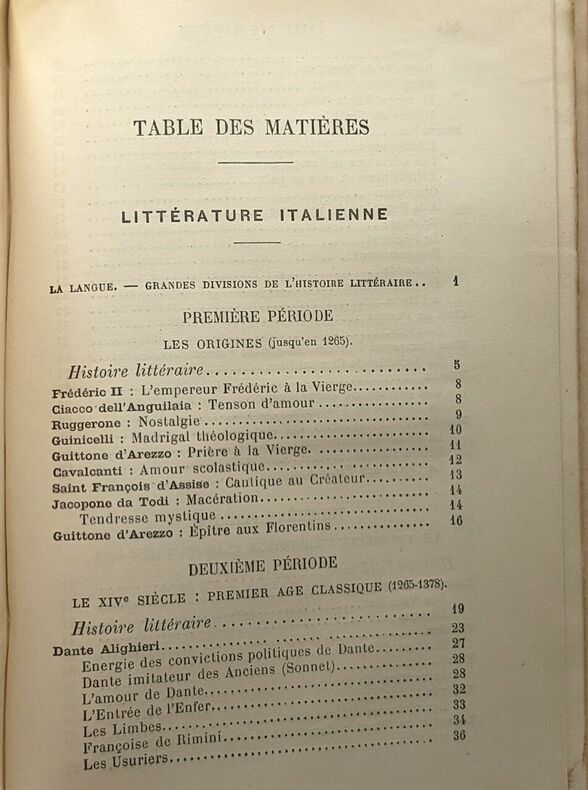 TABLE DES MATIÈRES
LITTÉRATURE ITALIENNE
LA LANGUE. — GRANDES DIVISIONS DE L'HISTOIRE LITTÉRAIRE.. 1
PREMIÈRE PÉRIODE
LES ORIGINES (jusqu'en 1265).
Histoire littéraire.......................... 5
Frédéric II : L'empereur Frédéric à la Vierge.......... 8
Ciacco dell'Anguilaia : Tenson d'amour ............... 8
Ruggerone : Nostalgie ............................... 9
Guinicelli : Madrigal théologique..................... 10
Guittone d'Arezzo : Prière à la Vierge. .............. 11
Cavalcanti : Amour scolastique...................... 12
Saint François d'Assise : Cantique au Créateur........ 13
Jacopone da Todi : Macération....................... 14
Tendresse mystique ............................ 14
Guittone d'Arezzo : Épître aux Florentins ............. 16
DEUXIÈME PÉRIODE
LE XIVe SIÈCLE : PREMIER AGE CLASSIQUE (1265-1378).
Histoire littéraire............................ 19
Dante Alighieri.................................... 23
Energie des convictions politiques de Dante........ 27
Dante imitateur des Anciens (Sonnet).............. 28
L'amour de Dante................................ 28
L'Entrée de l'Enfer.............................. 32
Les Limbes..................................... 33
Françoise de Rimini............................. 34
Les Usuriers.................................... 36